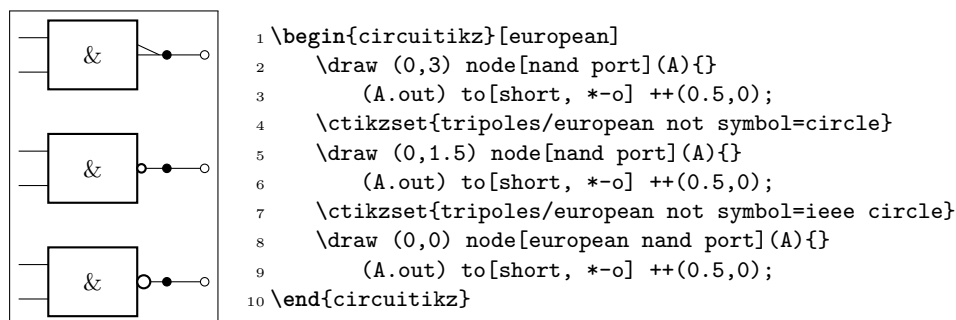 &
&
&
1 \begin{circuitikz}[european]
2 \draw (0,3) node[nand port](A){}
3 (A.out) to[short, *-o] ++(0.5,0);
4 \ctikzset{tripoles/european not symbol=circle}
5 \draw (0,1.5) node[nand port](A){}
6 (A.out) to[short, *-o] ++(0.5,0);
7 \ctikzset{tripoles/european not symbol=ieee circle}
8 \draw (0,0) node[european nand port](A){}
9 (A.out) to[short, *-o] ++(0.5,0);
10 \end{circuitikz}